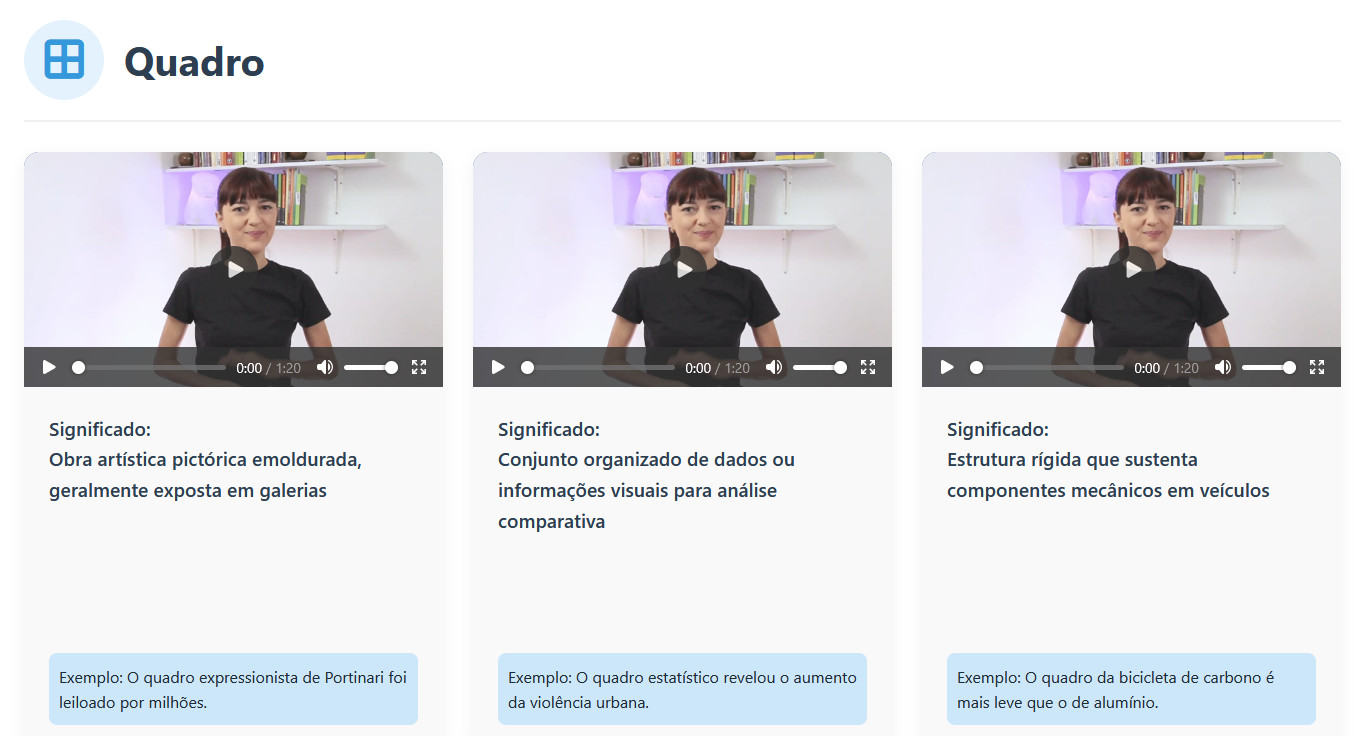 Quadro
0:00 / 1:20
0:00 / 1:20
0:00 / 1:20
Significado:
Obra artística pictórica emoldurada,
geralmente exposta em galerias
Exemplo: O quadro expressionista de Portinari foi
leiloado por milhões.
Significado:
Conjunto organizado de dados ou
informações visuais para análise
comparativa
Exemplo: O quadro estatístico revelou o aumento
da violência urbana.
Significado:
Estrutura rígida que sustenta
componentes mecânicos em veículos
Exemplo: O quadro da bicicleta de carbono é
mais leve que o de alumínio.